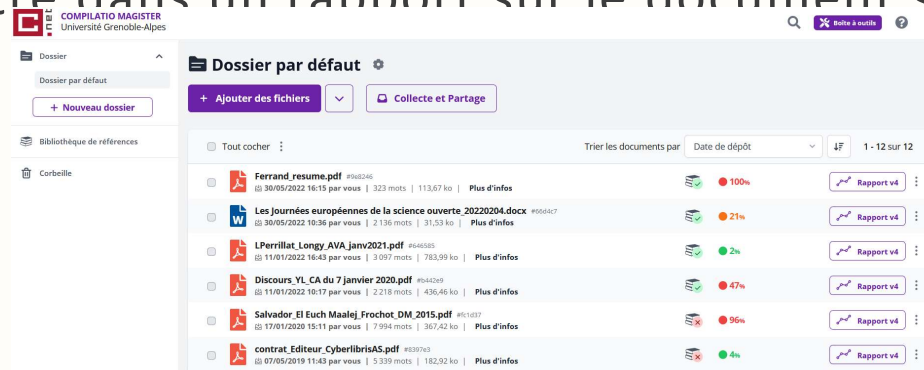 dans un rapport sur le document
.net
COMPILATIO MAGISTER
Université Grenoble-Alpes
Boite à outils
?
Dossier
Dossier par défaut
+ Nouveau dossier
Bibliothèque de références
Corbeille
Dossier par défaut
+ Ajouter des fichiers
Collecte et Partage
Tout cocher
Trier les documents par
Date de dépôt
1 - 12 sur 12
Ferrand_resume.pdf #9e8246
30/05/2022 16:15 par vous | 323 mots | 113,67 ko | Plus d'infos
100%
Rapport v4
Les Journées européennes de la science ouverte_20220204.docx #66d4c7
30/05/2022 10:36 par vous | 2 136 mots | 31,53 ko | Plus d'infos
21%
Rapport v4
LPerrillat_Longy_AVA_janv2021.pdf #646585
11/01/2022 16:43 par vous | 3 097 mots | 783,99 ko | Plus d'infos
2%
Rapport v4
Discours_YL_CA du 7 janvier 2020.pdf #b442e9
11/01/2022 10:17 par vous | 2 218 mots | 436,46 ko | Plus d'infos
47%
Rapport v4
Salvador_El Euch Maalej_Frochot_DM_2015.pdf #fc1d37
17/01/2020 15:11 par vous | 7 994 mots | 367,42 ko | Plus d'infos
96%
Rapport v4
contrat_Editeur_CyberlibrisAS.pdf #8397e3
07/05/2019 11:43 par vous | 5 339 mots | 182,92 ko | Plus d'infos
4%
Rapport v4